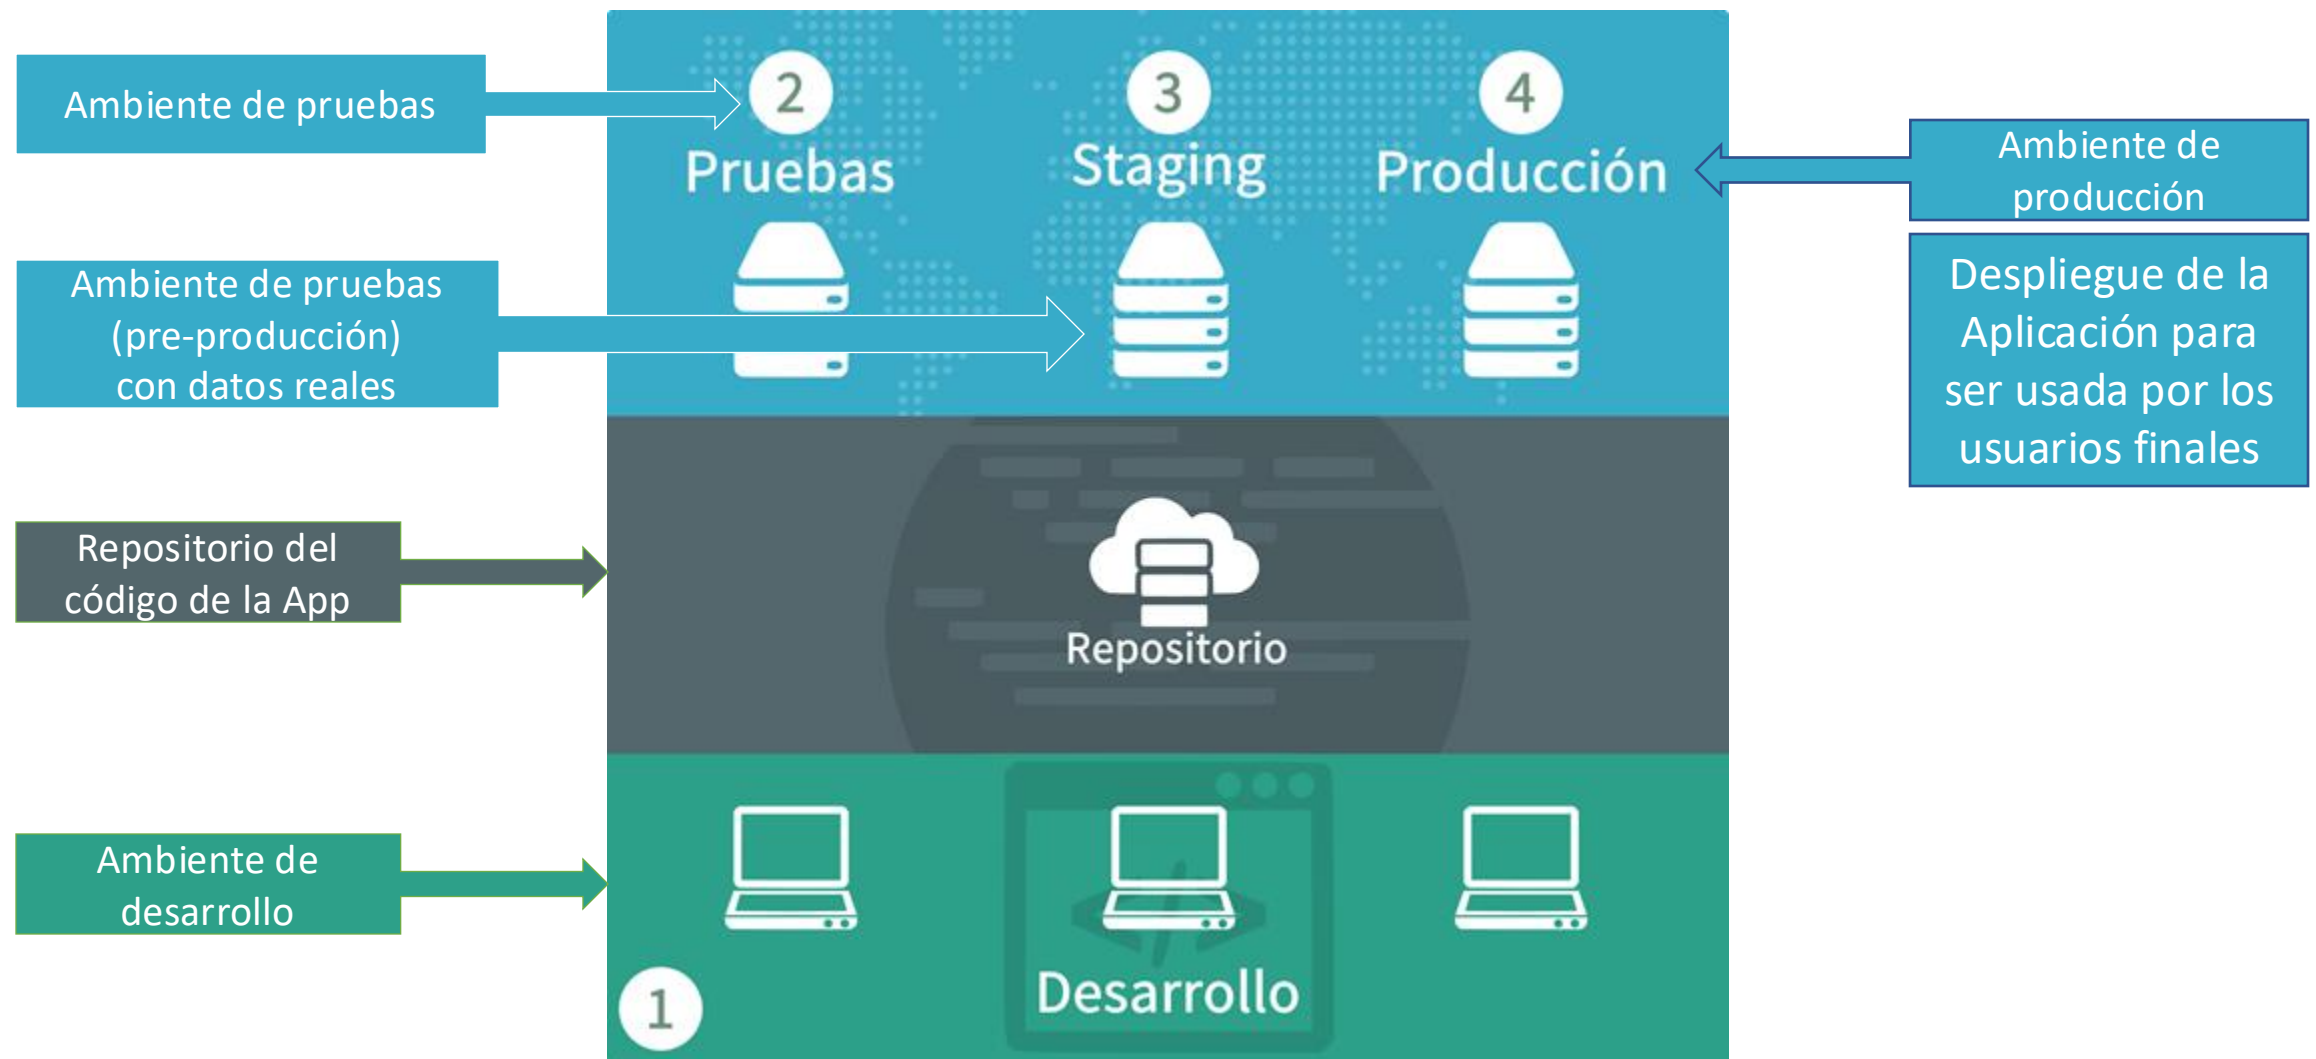 Ambiente de pruebas
Ambiente de pruebas
(pre-producción)
con datos reales
Repositorio del
código de la App
Ambiente de
desarrollo
2
Pruebas
3
Staging
4
Producción
Repositorio
Desarrollo
1
Ambiente de
producción
Despliegue de la
Aplicación para
ser usada por los
usuarios finales